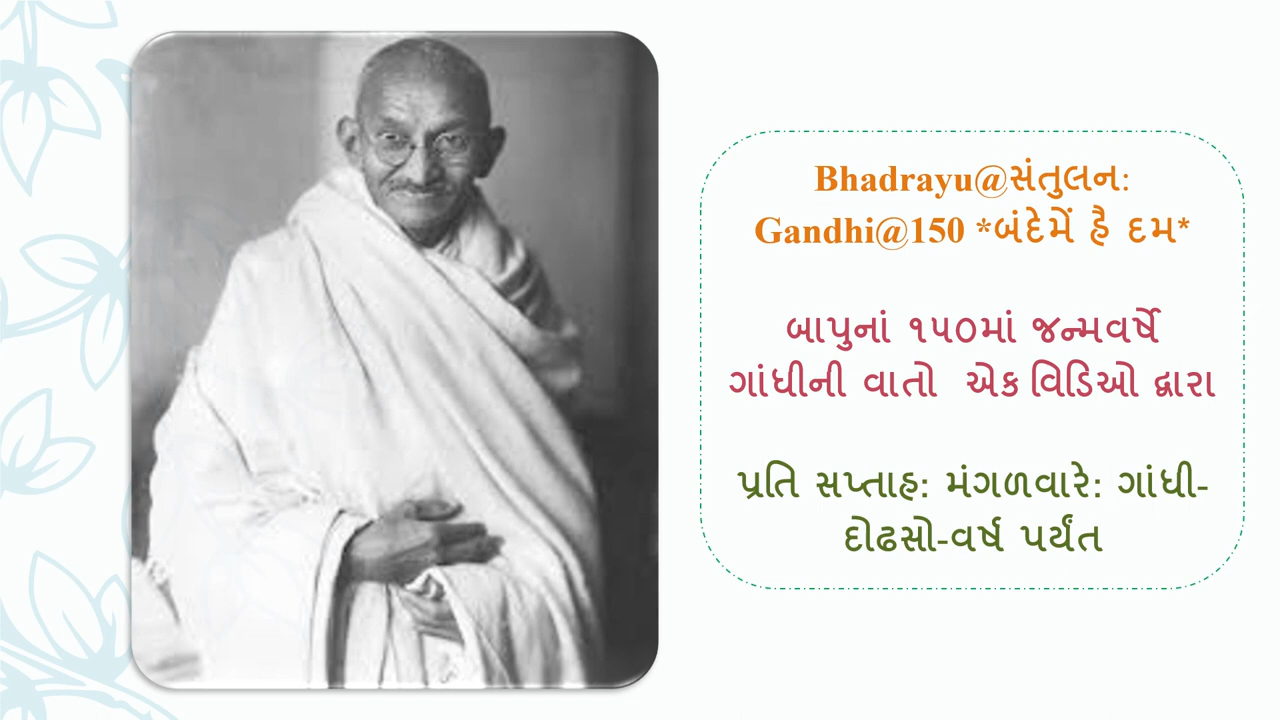 Bhadrayu@સંતુલન:
Gandhi@150 *બંદેમેં હૈ દમ*
બાપુનાં ૧૫૦માં જન્મવર્ષે
ગાંધીની વાતો એક વિડિઓ દ્વારા
પ્રતિ સપ્તાહ: મંગળવારે: ગાંધી-
દોઢસો-વર્ષ પર્યંત